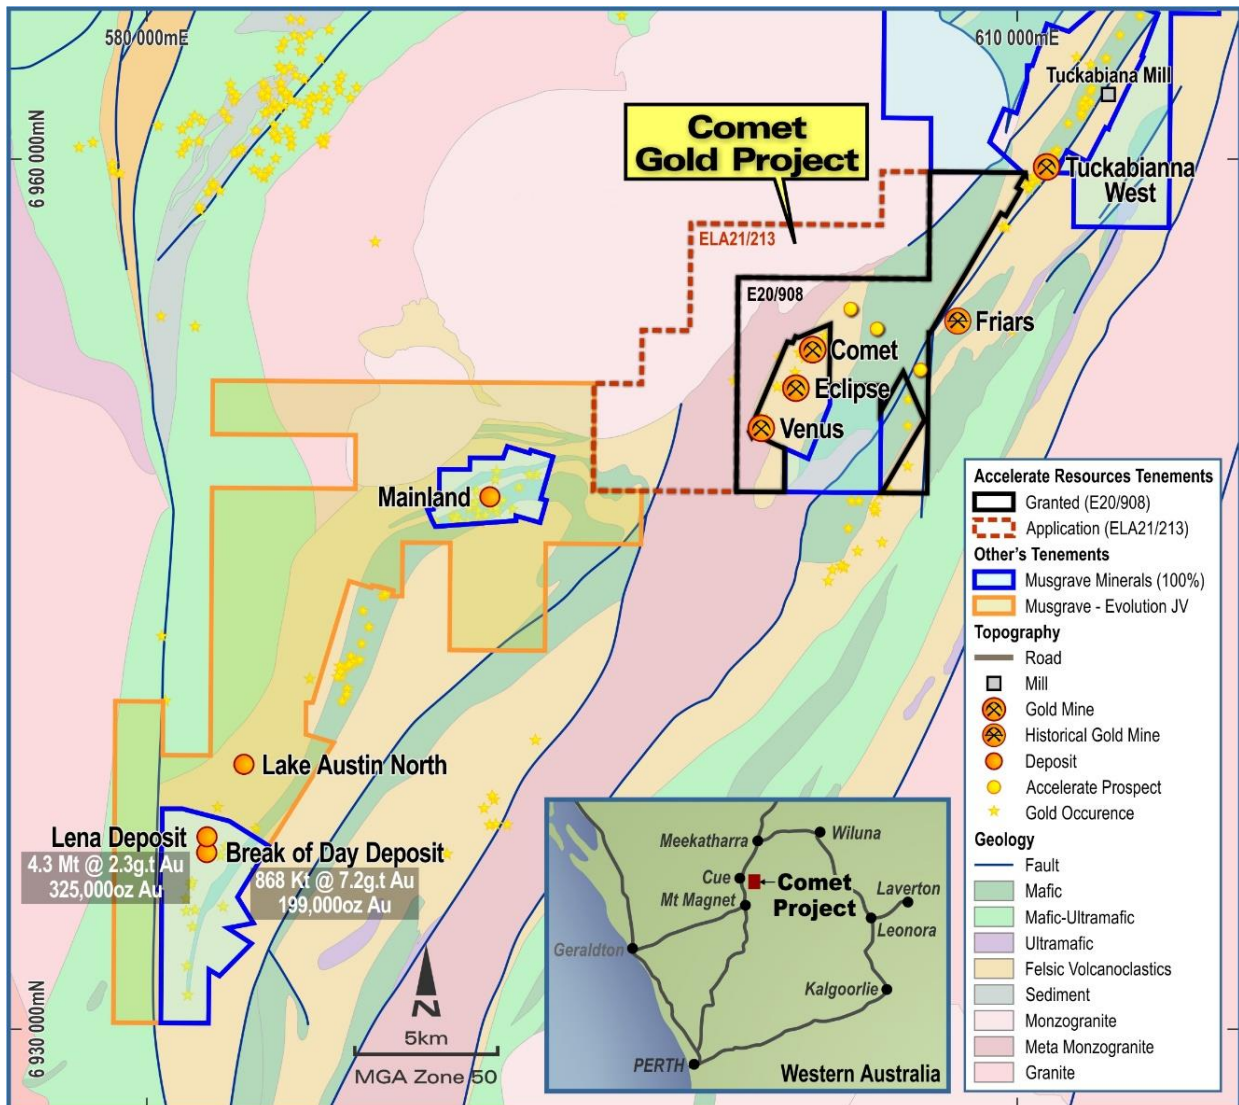 580 000mE
610 000mE
6 960 000mN
6 930 000mN
Tuckabiana Mill
Comet
Gold Project
Tuckabianna
West
ELA21/213
E20/908
Friars
Comet
Eclipse
Venus
Mainland
Lake Austin North
Lena Deposit
4.3 Mt @ 2.3g.t Au
325,000oz Au
Break of Day Deposit
868 Kt @ 7.2g.t Au
199,000oz Au
N
5km
MGA Zone 50
Meekatharra
Wiluna
Cue
Comet
Project
Mt Magnet
Laverton
Leonora
Geraldton
Kalgoorlie
PERTH
Western Australia
Accelerate Resources Tenements
Granted (E20/908)
Application (ELA21/213)
Other's Tenements
Musgrave Minerals (100%)
Musgrave - Evolution JV
Topography
Road
Mill
Gold Mine
Historical Gold Mine
Deposit
Accelerate Prospect
Gold Occurence
Geology
Fault
Mafic
Mafic-Ultramafic
Ultramafic
Felsic Volcanoclastics
Sediment
Monzogranite
Meta Monzogranite
Granite